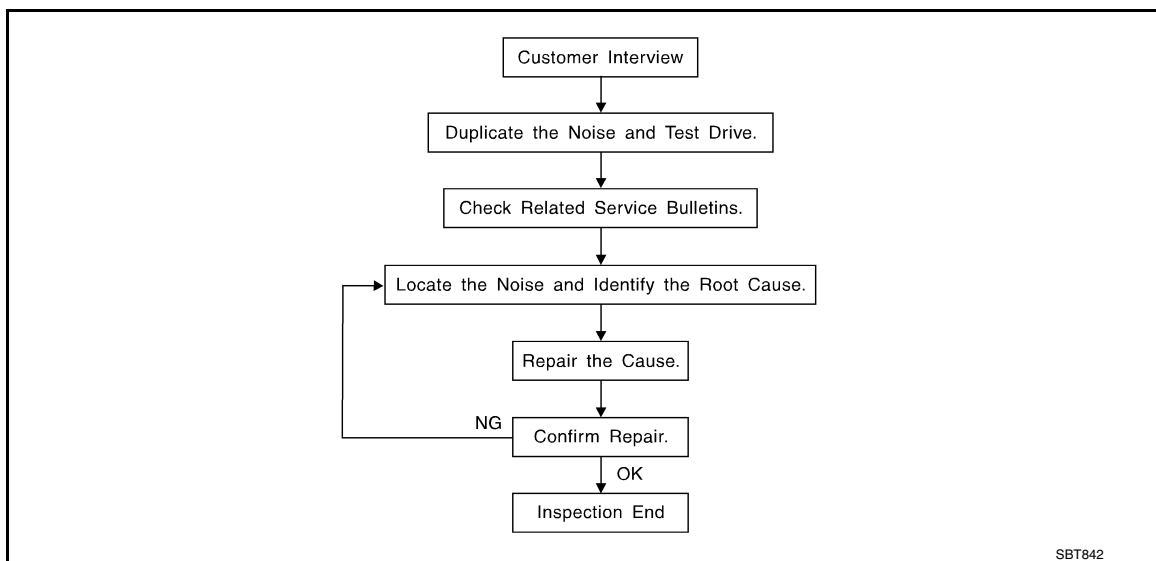 Customer Interview
Duplicate the Noise and Test Drive.
Check Related Service Bulletins.
Locate the Noise and Identify the Root Cause.
Repair the Cause.
NG
Confirm Repair.
OK
Inspection End
SBT842